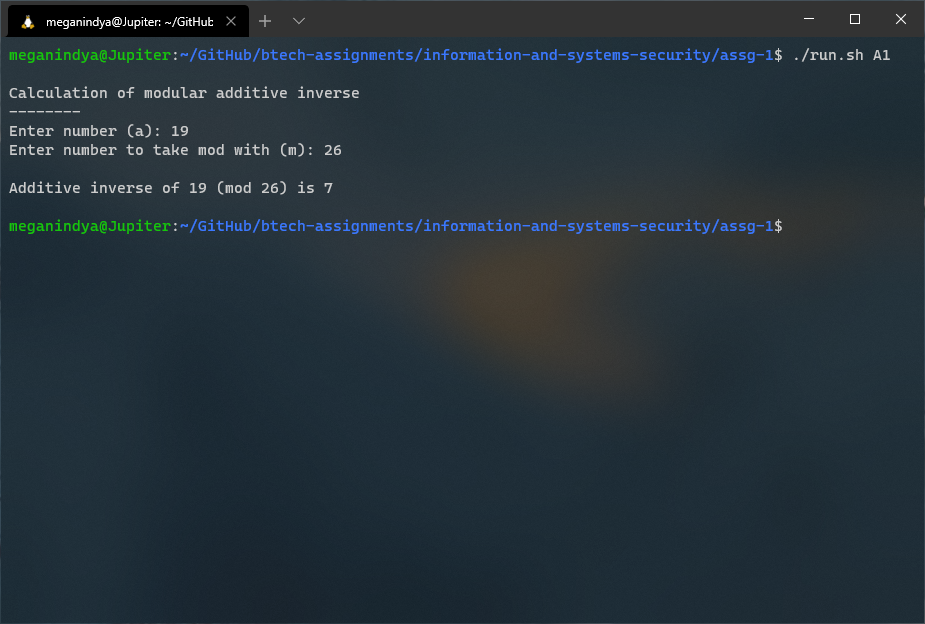 meganindya@Jupiter: ~/GitHub
meganindya@Jupiter:~/GitHub/btech-assignments/information-and-systems-security/assg-1$ ./run.sh A1
Calculation of modular additive inverse
--------
Enter number (a): 19
Enter number to take mod with (m): 26
Additive inverse of 19 (mod 26) is 7
meganindya@Jupiter:~/GitHub/btech-assignments/information-and-systems-security/assg-1$